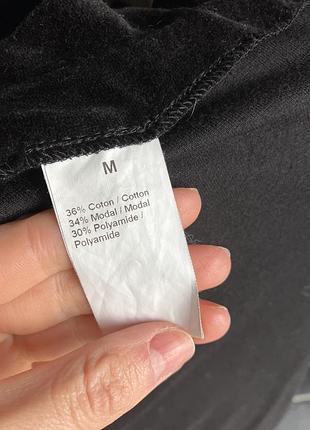 M
36% Coton / Cotton
34% Modal / Modal
30% Polyamide /
Polyamide